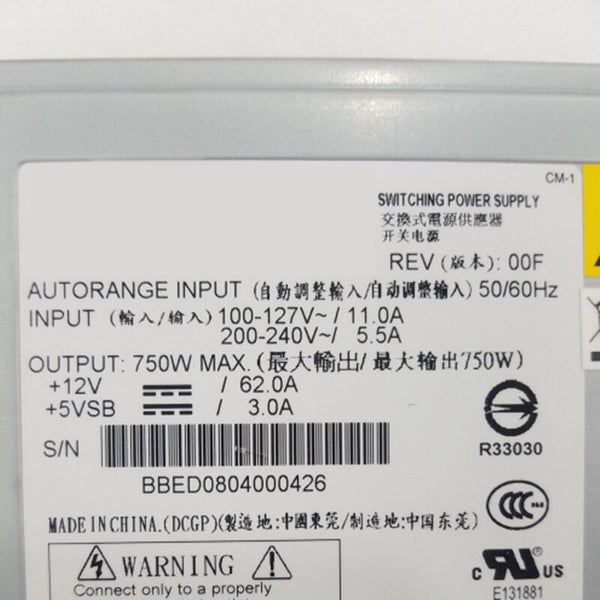 CM-1
SWITCHING POWER SUPPLY
交換式電源供應器
开关电源
REV (版本): 00F
AUTORANGE INPUT (自動調整輸入/自动调整输入) 50/60Hz
INPUT (輸入/输入) 100-127V~ / 11.0A
200-240V~/ 5.5A
OUTPUT: 750W MAX. (最大輸出/ 最大输出750W)
+12V / 62.0A
+5VSB / 3.0A
R33030
S/N
BBED0804000426
MADE IN CHINA.(DCGP)(製造地:中國東莞/制造地:中国东莞)
CCC S&E
WARNING
Connect only to a properly
c RU US
E131881